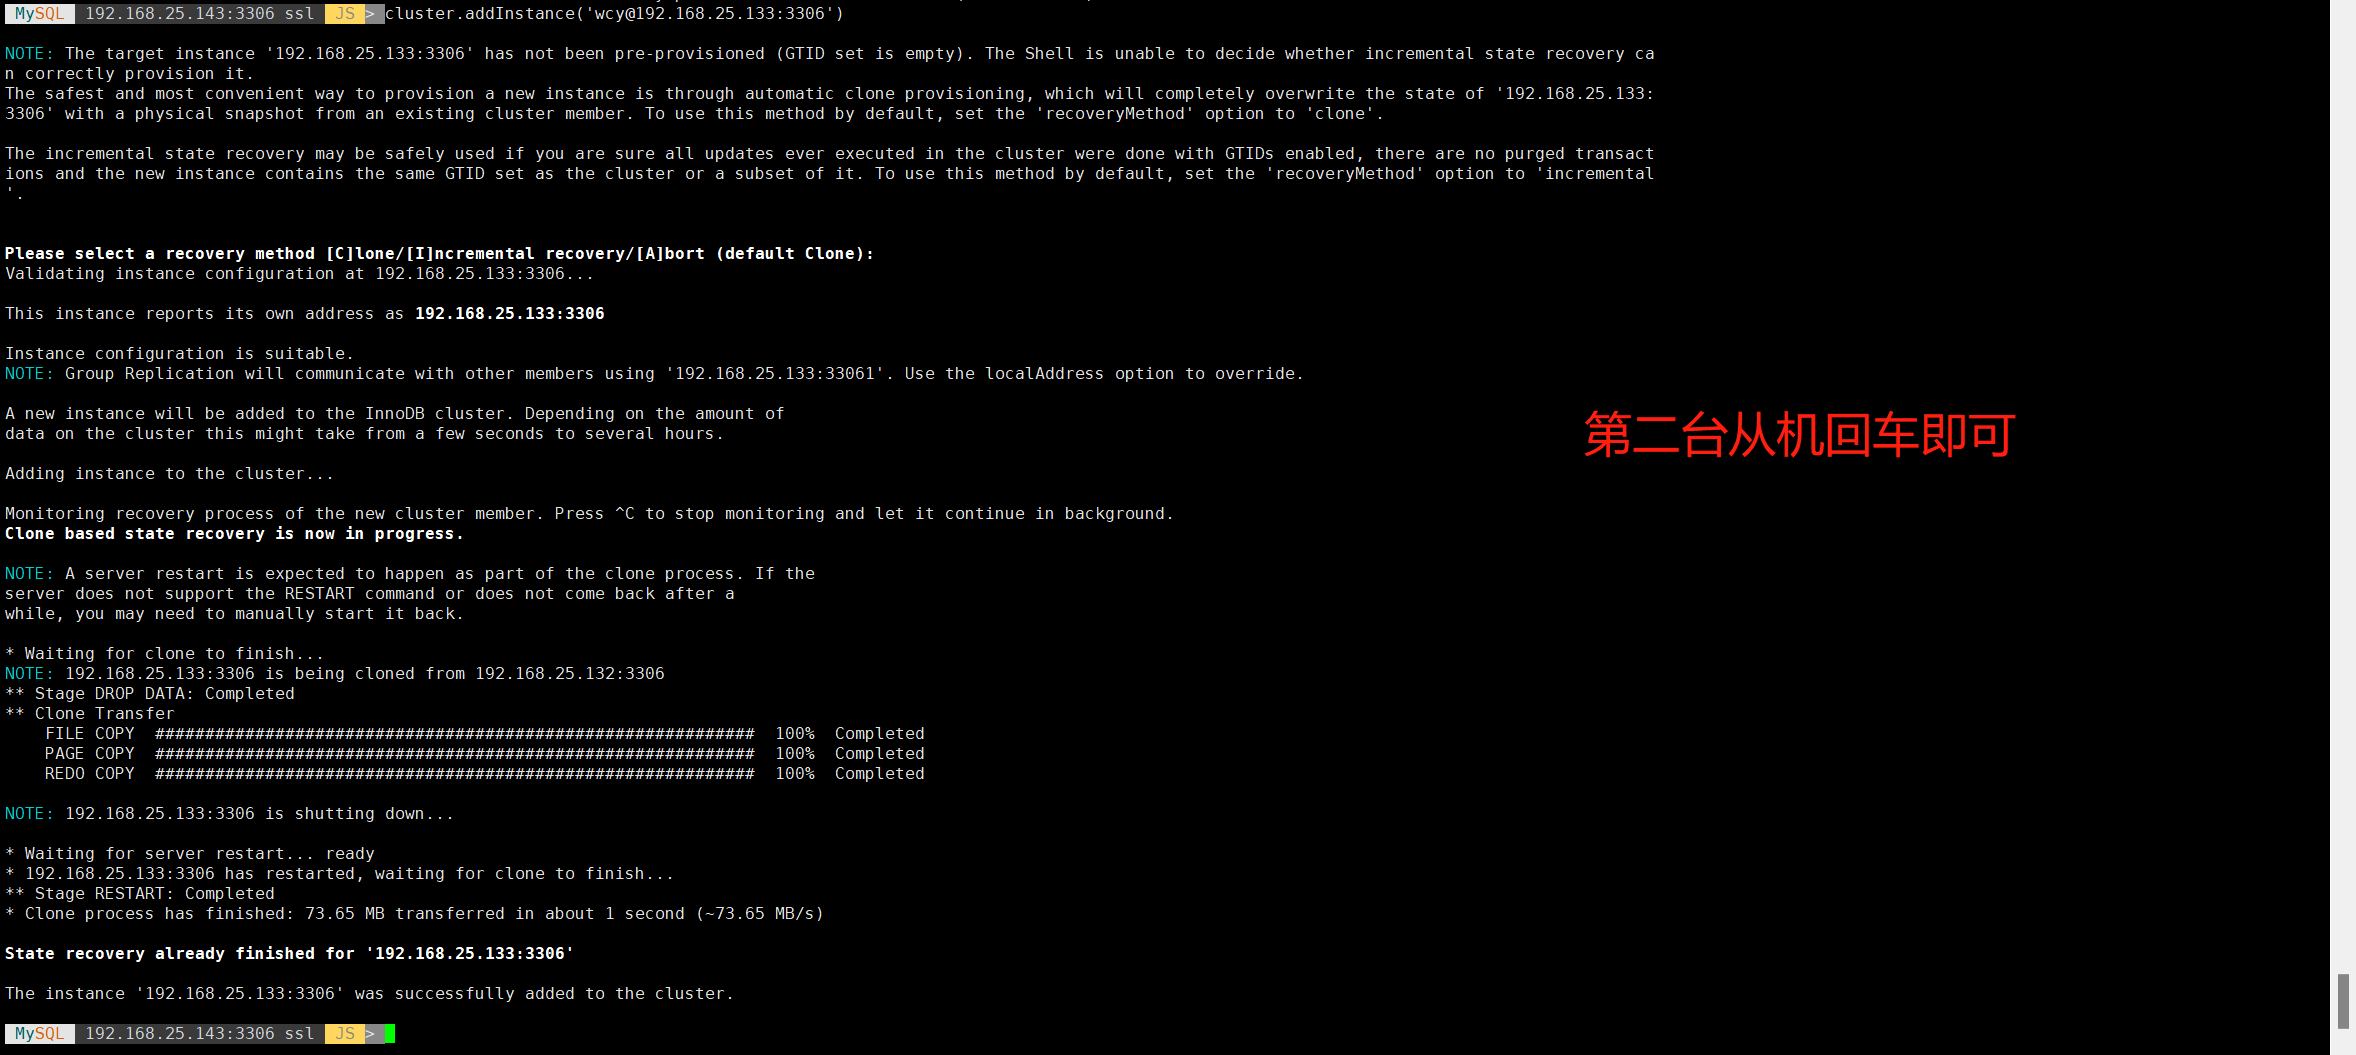 MySQL 192.168.25.143:3306 ssl JS > cluster.addInstance('wcy@192.168.25.133:3306')
NOTE: The target instance '192.168.25.133:3306' has not been pre-provisioned (GTID set is empty). The Shell is unable to decide whether incremental state recovery ca
n correctly provision it.
The safest and most convenient way to provision a new instance is through automatic clone provisioning, which will completely overwrite the state of '192.168.25.133:
3306' with a physical snapshot from an existing cluster member. To use this method by default, set the 'recoveryMethod' option to 'clone'.
The incremental state recovery may be safely used if you are sure all updates ever executed in the cluster were done with GTIDs enabled, there are no purged transact
ions and the new instance contains the same GTID set as the cluster or a subset of it. To use this method by default, set the 'recoveryMethod' option to 'incremental
'.
Please select a recovery method [C]lone/[I]ncremental recovery/[A]bort (default Clone):
Validating instance configuration at 192.168.25.133:3306...
This instance reports its own address as 192.168.25.133:3306
Instance configuration is suitable.
NOTE: Group Replication will communicate with other members using '192.168.25.133:33061'. Use the localAddress option to override.
A new instance will be added to the InnoDB cluster. Depending on the amount of
data on the cluster this might take from a few seconds to several hours.
第二台从机回车即可
Adding instance to the cluster...
Monitoring recovery process of the new cluster member. Press ^C to stop monitoring and let it continue in background.
Clone based state recovery is now in progress.
NOTE: A server restart is expected to happen as part of the clone process. If the
server does not support the RESTART command or does not come back after a
while, you may need to manually start it back.
* Waiting for clone to finish...
NOTE: 192.168.25.133:3306 is being cloned from 192.168.25.132:3306
** Stage DROP DATA: Completed
** Clone Transfer
FILE COPY ############################################################ 100% Completed
PAGE COPY ############################################################ 100% Completed
REDO COPY ############################################################ 100% Completed
NOTE: 192.168.25.133:3306 is shutting down...
* Waiting for server restart... ready
* 192.168.25.133:3306 has restarted, waiting for clone to finish...
** Stage RESTART: Completed
* Clone process has finished: 73.65 MB transferred in about 1 second (~73.65 MB/s)
State recovery already finished for '192.168.25.133:3306'
The instance '192.168.25.133:3306' was successfully added to the cluster.
MySQL 192.168.25.143:3306 ssl JS >